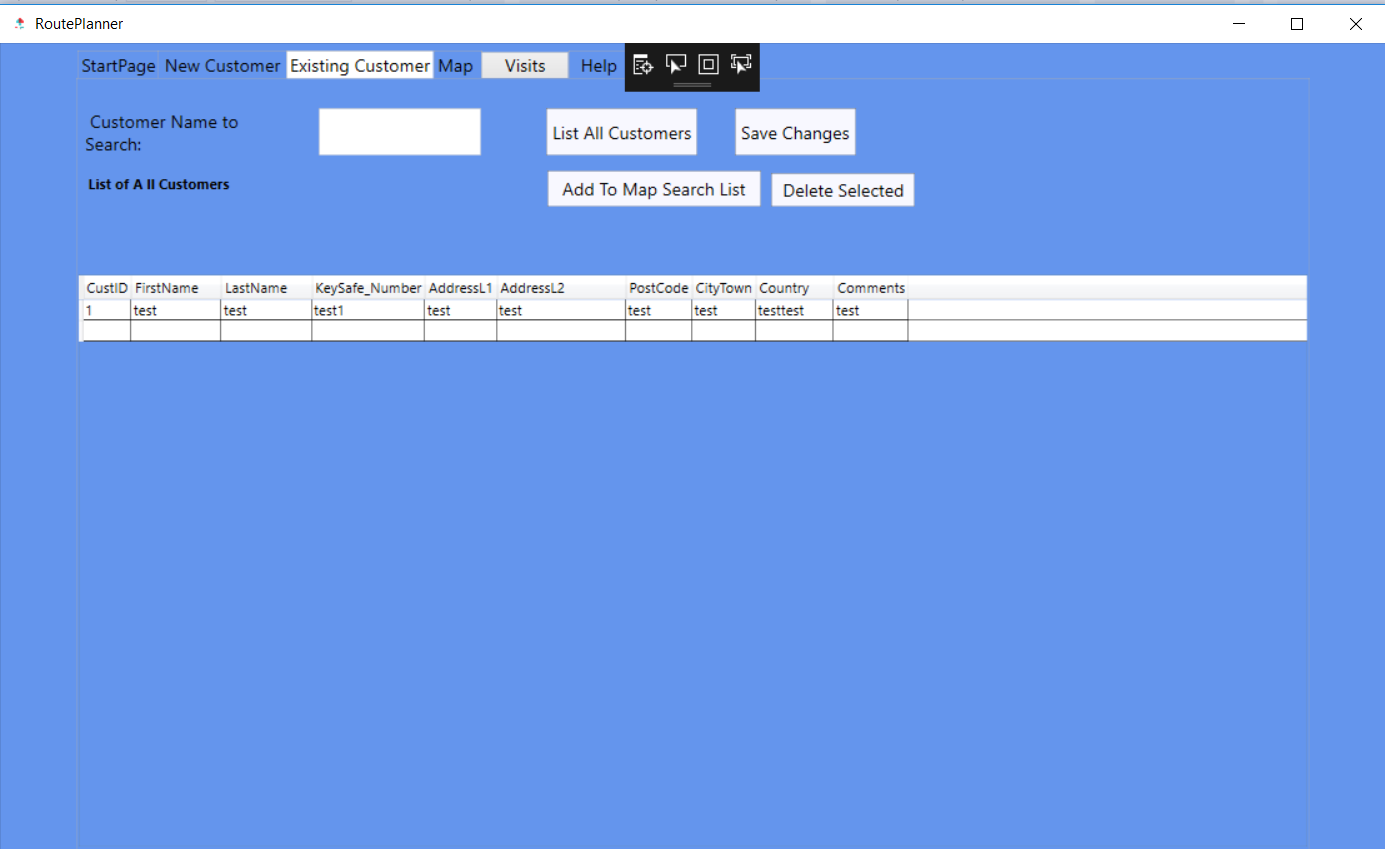 RoutePlanner
StartPage New Customer Existing Customer Map Visits Help
Customer Name to
Search:
List All Customers Save Changes
List of A ll Customers
Add To Map Search List Delete Selected
CustID FirstName LastName KeySafe_Number AddressL1 AddressL2 PostCode CityTown Country Comments
1 test test test1 test test test test testtest test